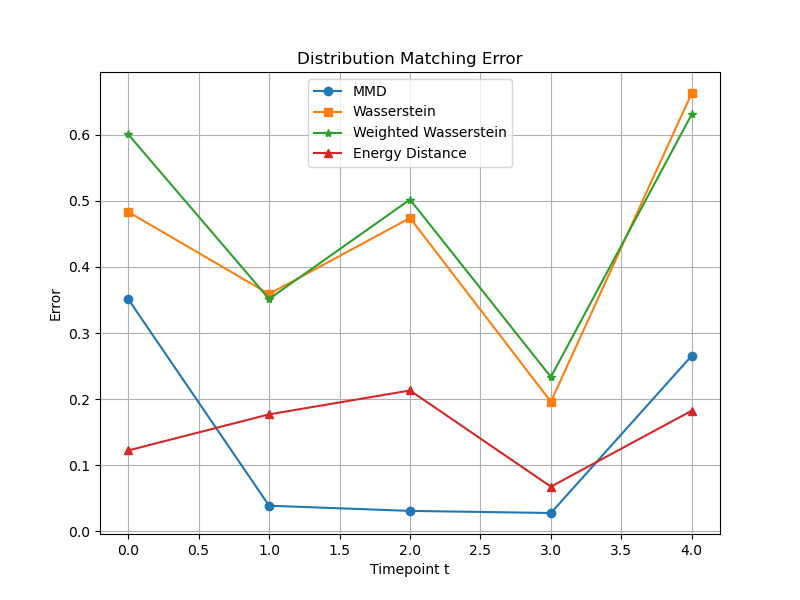 Distribution Matching Error
MMD
Wasserstein
Weighted Wasserstein
Energy Distance
Error
0.6
0.5
0.4
0.3
0.2
0.1
0.0
0.0 0.5 1.0 1.5 2.0 2.5 3.0 3.5 4.0
Timepoint t